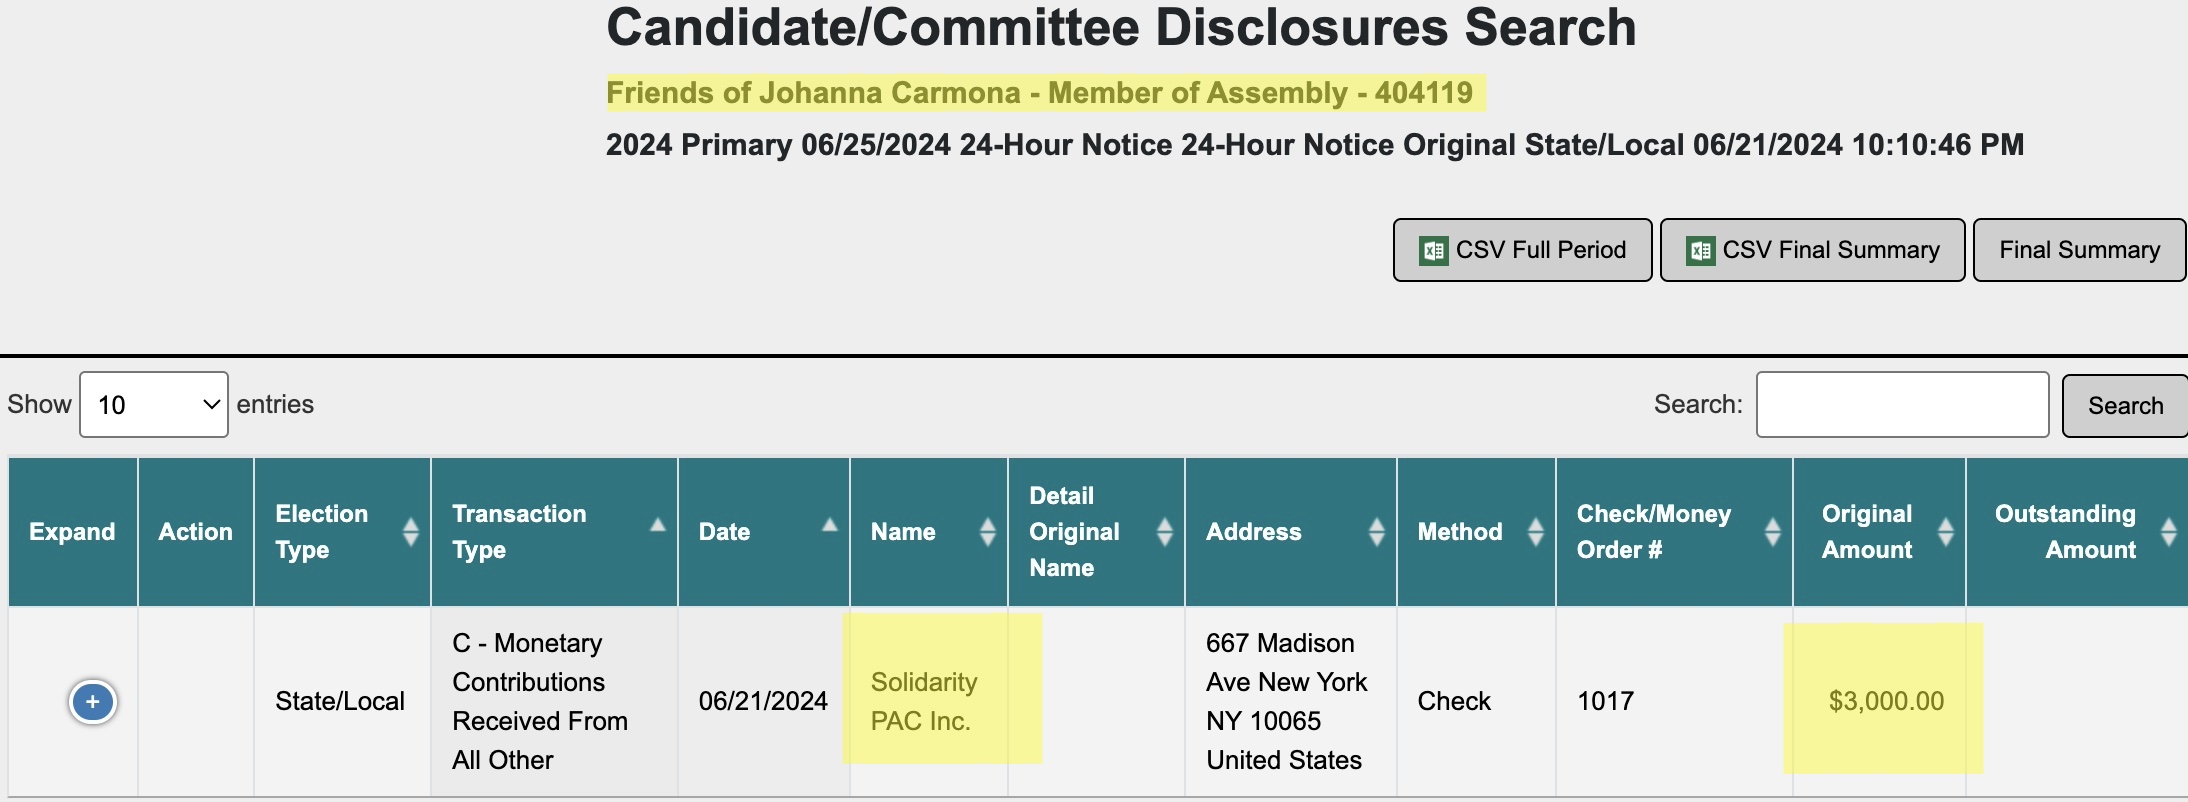 Candidate/Committee Disclosures Search
Friends of Johanna Carmona - Member of Assembly - 404119
2024 Primary 06/25/2024 24-Hour Notice 24-Hour Notice Original State/Local 06/21/2024 10:10:46 PM
CSV Full Period
CSV Final Summary
Final Summary
Show 10 entries
Search:
Search
Expand
Action
Election
Type
Transaction
Type
Date
Name
Detail
Original
Name
Address
Method
Check/Money
Order #
Original
Amount
Outstanding
Amount
State/Local
C - Monetary
Contributions
Received From
All Other
06/21/2024
Solidarity
PAC Inc.
667 Madison
Ave New York
NY 10065
United States
Check
1017
$3,000.00